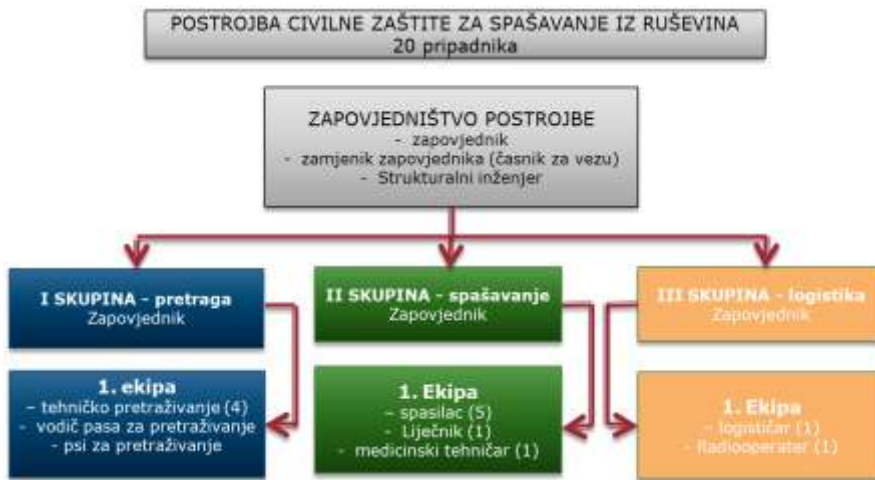 POSTROJBA CIVILNE ZAŠTITE ZA SPAŠAVANJE IZ RUŠEVINA
20 pripadnika
ZAPOVJEDNIŠTVO POSTROJBE
- zapovjednik
- zamjenik zapovjednika (časnik za vezu)
- Strukturalni inženjer
I SKUPINA - pretraga
Zapovjednik
II SKUPINA - spašavanje
Zapovjednik
III SKUPINA - logistika
Zapovjednik
1. ekipa
– tehničko pretraživanje (4)
- vodič pasa za pretraživanje
- psi za pretraživanje
1. Ekipa
– spasilac (5)
- Liječnik (1)
- medicinski tehničar (1)
1. Ekipa
– logističar (1)
- Radiooperater (1)